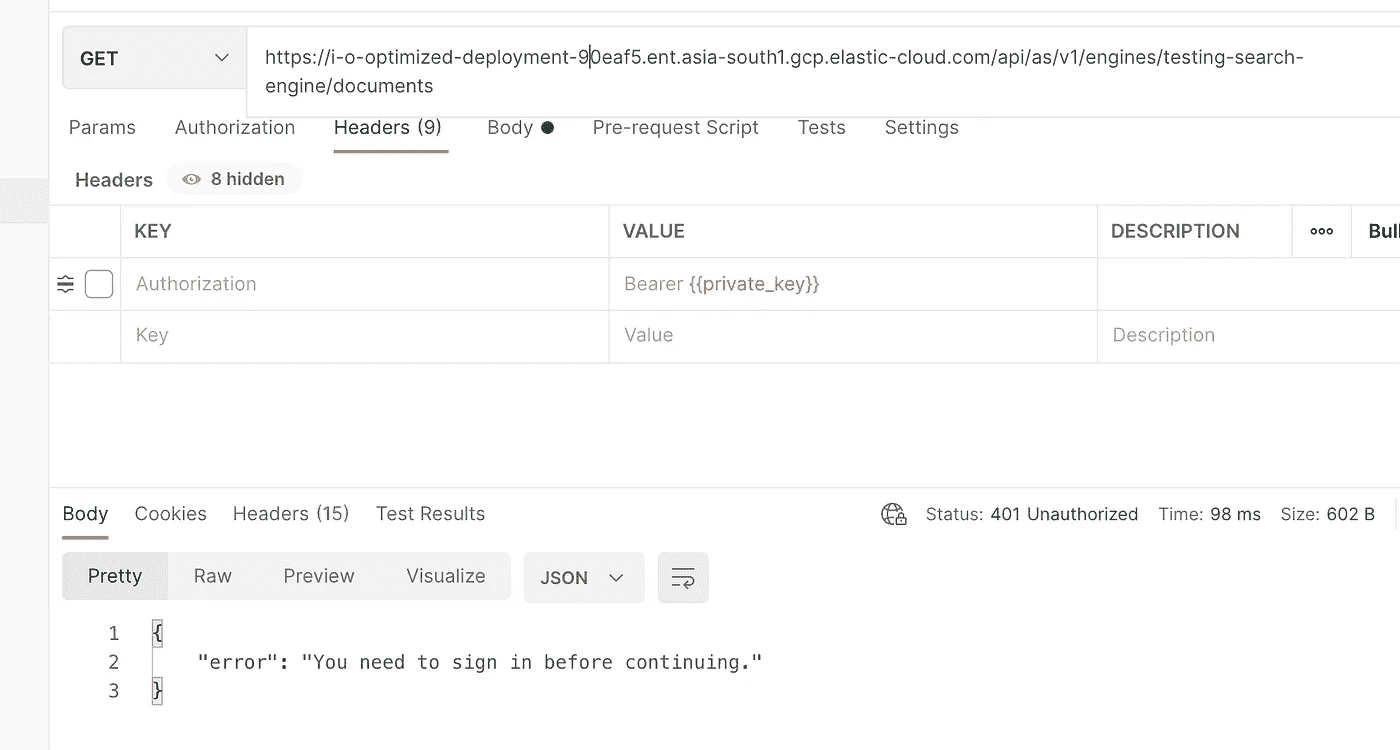 GET
https://i-o-optimized-deployment-90eaf5.ent.asia-south1.gcp.elastic-cloud.com/api/as/v1/engines/testing-search-
engine/documents
Params Authorization Headers (9) Body Pre-request Script Tests Settings
Headers 8 hidden
KEY VALUE DESCRIPTION ooo Bul
Authorization Bearer {{private_key}}
Key Value Description
Body Cookies Headers (15) Test Results Status: 401 Unauthorized Time: 98 ms Size: 602 B
Pretty Raw Preview Visualize JSON
1 {
2 "error": "You need to sign in before continuing."
3 }